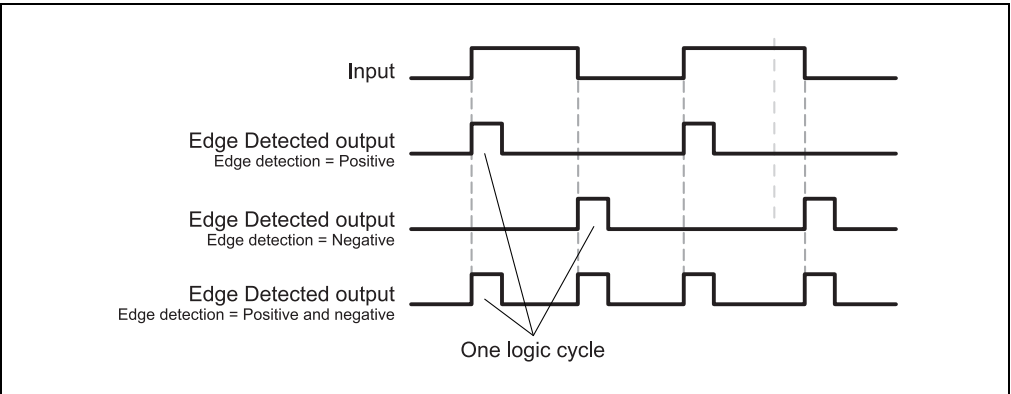 Input
Edge Detected output
Edge detection = Positive
Edge Detected output
Edge detection = Negative
Edge Detected output
Edge detection = Positive and negative
One logic cycle